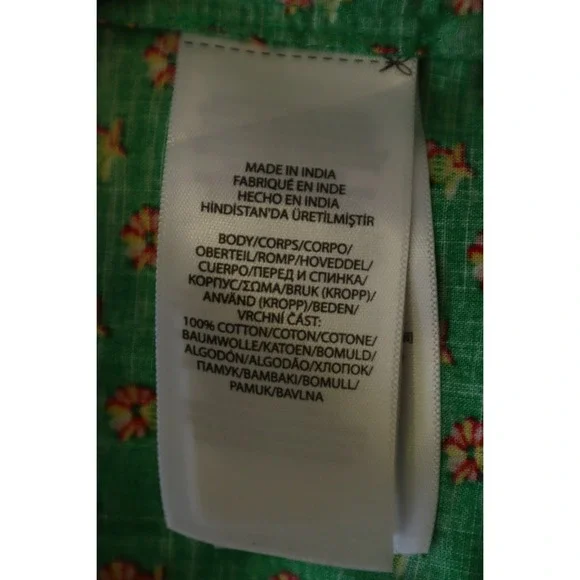 MADE IN INDIA
FABRIQUÉ EN INDE
HECHO EN INDIA
HİNDİSTAN'DA ÜRETİLMİŞTİR
BODY/CORPS/CORPO/
OBERTEIL/ROMP/HOVEDDEL/
CUERPO/ПЕРЕД И СПИНКА/
КОРПУС/ΣΩΜΑ/BRUK (KROPP)/
ANVÄND (KROPP)/BEDEN/
VRCHNÍ ČÁST:
100% COTTON/COTON/COTONE/
BAUMWOLLE/KATOEN/BOMULD/
ALGODÓN/ALGODÃO/ХЛОПОК/
ПАМУК/BAMBAKI/BOMULL/
PAMUK/BAVLNA